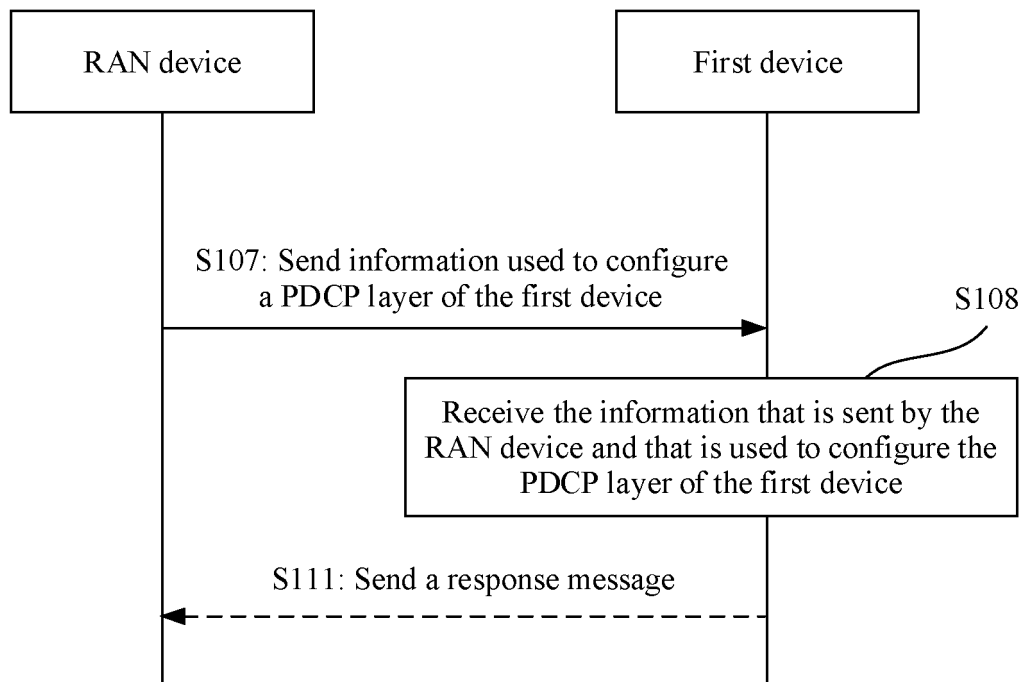 RAN device
First device
S107: Send information used to configure
a PDCP layer of the first device
S108
Receive the information that is sent by the
RAN device and that is used to configure the
PDCP layer of the first device
S111: Send a response message